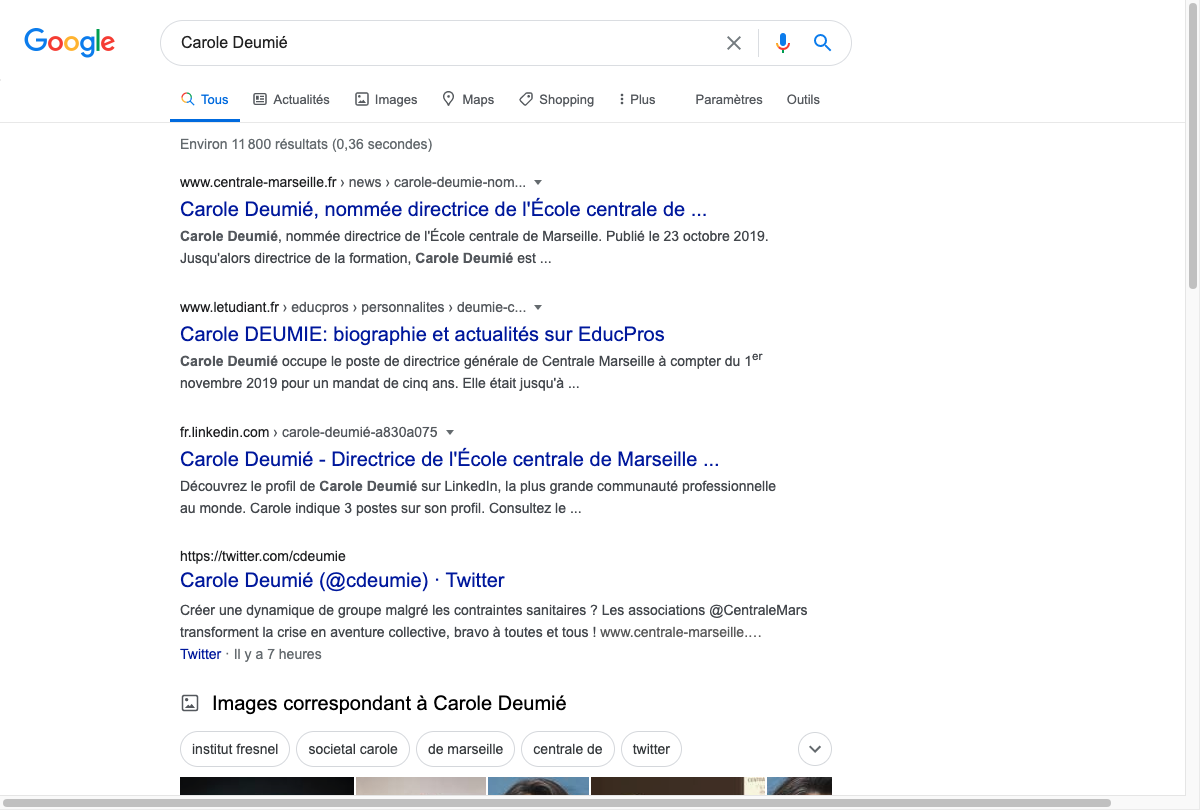 Google
Carole Deumié
Tous Actualités Images Maps Shopping Plus Paramètres Outils
Environ 11 800 résultats (0,36 secondes)
www.centrale-marseille.fr › news › carole-deumie-nom...
Carole Deumié, nommée directrice de l'École centrale de ...
Carole Deumié, nommée directrice de l'École centrale de Marseille. Publié le 23 octobre 2019.
Jusqu'alors directrice de la formation, Carole Deumié est ...
www.letudiant.fr › educpros › personnalites › deumie-c...
Carole DEUMIE: biographie et actualités sur EducPros
Carole Deumié occupe le poste de directrice générale de Centrale Marseille à compter du 1er
novembre 2019 pour un mandat de cinq ans. Elle était jusqu'à ...
fr.linkedin.com › carole-deumié-a830a075
Carole Deumié - Directrice de l'École centrale de Marseille ...
Découvrez le profil de Carole Deumié sur LinkedIn, la plus grande communauté professionnelle
au monde. Carole indique 3 postes sur son profil. Consultez le ...
https://twitter.com/cdeumie
Carole Deumié (@cdeumie) · Twitter
Créer une dynamique de groupe malgré les contraintes sanitaires ? Les associations @CentraleMars
transforment la crise en aventure collective, bravo à toutes et tous ! www.centrale-marseille.…
Twitter · Il y a 7 heures
Images correspondant à Carole Deumié
institut fresnel societal carole de marseille centrale de twitter